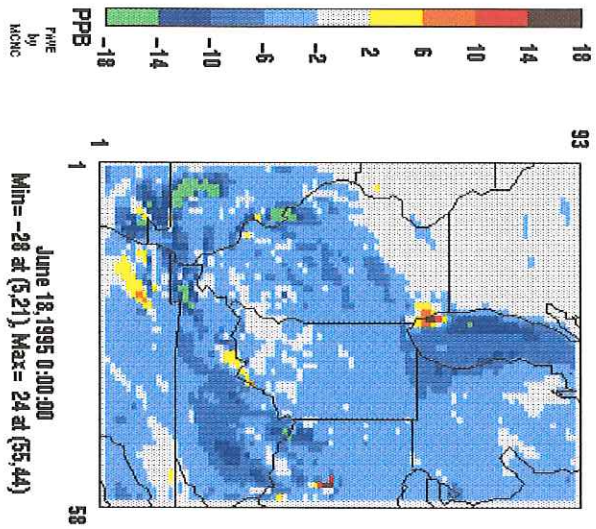 PPB
-18
-14
-10
-6
-2
2
6
10
14
18
PAVE
by
MCNC
93
1
1
58
June 18,1995 0:00:00
Min= -28 at (5,21), Max= 24 at (55,44)